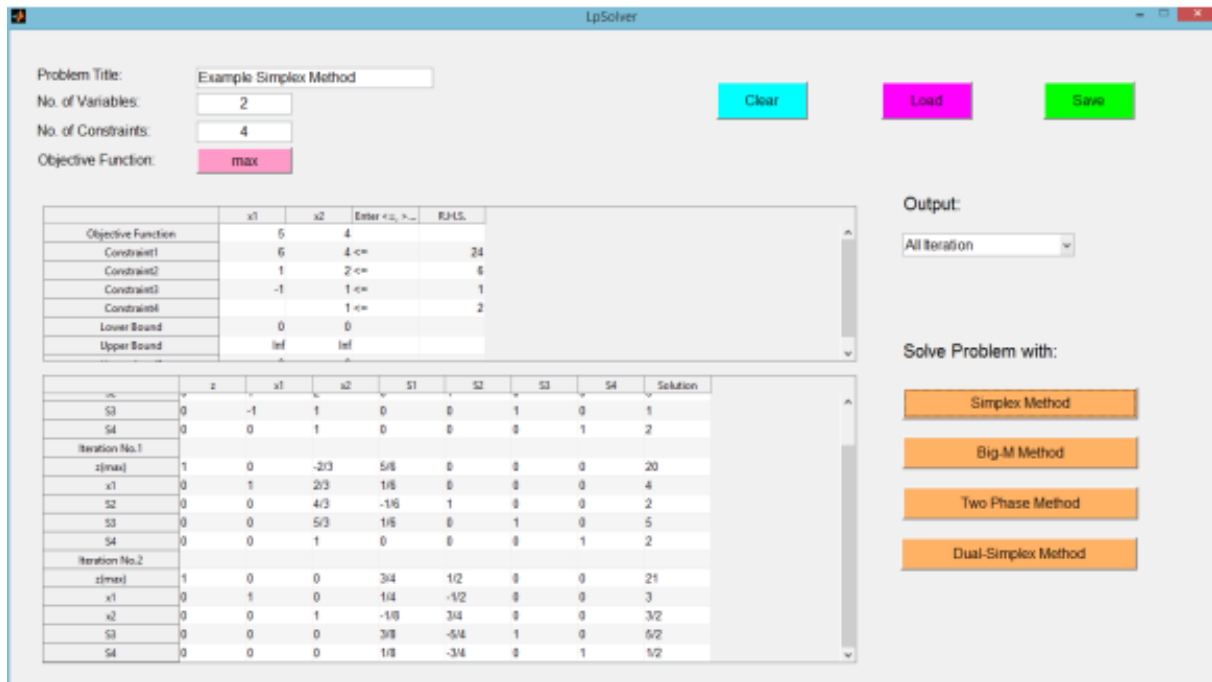 LpSolver
Problem Title: Example Simplex Method
No. of Variables: 2
No. of Constraints: 4
Objective Function: max
Clear Load Save
x1 x2 Enter <=, >... R.H.S.
Objective Function 5 4
Constraint1 6 4 <= 24
Constraint2 1 2 <= 6
Constraint3 -1 1 <= 1
Constraint4 1 <= 2
Lower Bound 0 0
Upper Bound Inf Inf
Output:
All Iteration
Solve Problem with:
Simplex Method
Big-M Method
Two Phase Method
Dual-Simplex Method
z x1 x2 S1 S2 S3 S4 Solution
S3 0 -1 1 0 0 1 0 1
S4 0 0 1 0 0 0 1 2
Iteration No.1
z(max) 1 0 -2/3 5/6 0 0 0 20
x1 0 1 2/3 1/6 0 0 0 4
S2 0 0 4/3 -1/6 1 0 0 2
S3 0 0 5/3 1/6 0 1 0 5
S4 0 0 1 0 0 0 1 2
Iteration No.2
z(max) 1 0 0 3/4 1/2 0 0 21
x1 0 1 0 1/4 -1/2 0 0 3
x2 0 0 1 -1/8 3/4 0 0 3/2
S3 0 0 0 3/8 -5/4 1 0 5/2
S4 0 0 0 1/8 -3/4 0 1 1/2